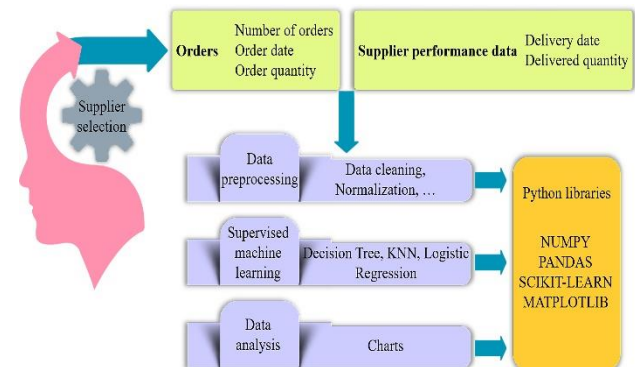 Supplier
selection
Orders
Number of orders
Order date
Order quantity
Supplier performance data
Delivery date
Delivered quantity
Data
preprocessing
Data cleaning,
Normalization, …
Supervised
machine
learning
Decision Tree, KNN, Logistic
Regression
Data
analysis
Charts
Python libraries
NUMPY
PANDAS
SCIKIT-LEARN
MATPLOTLIB